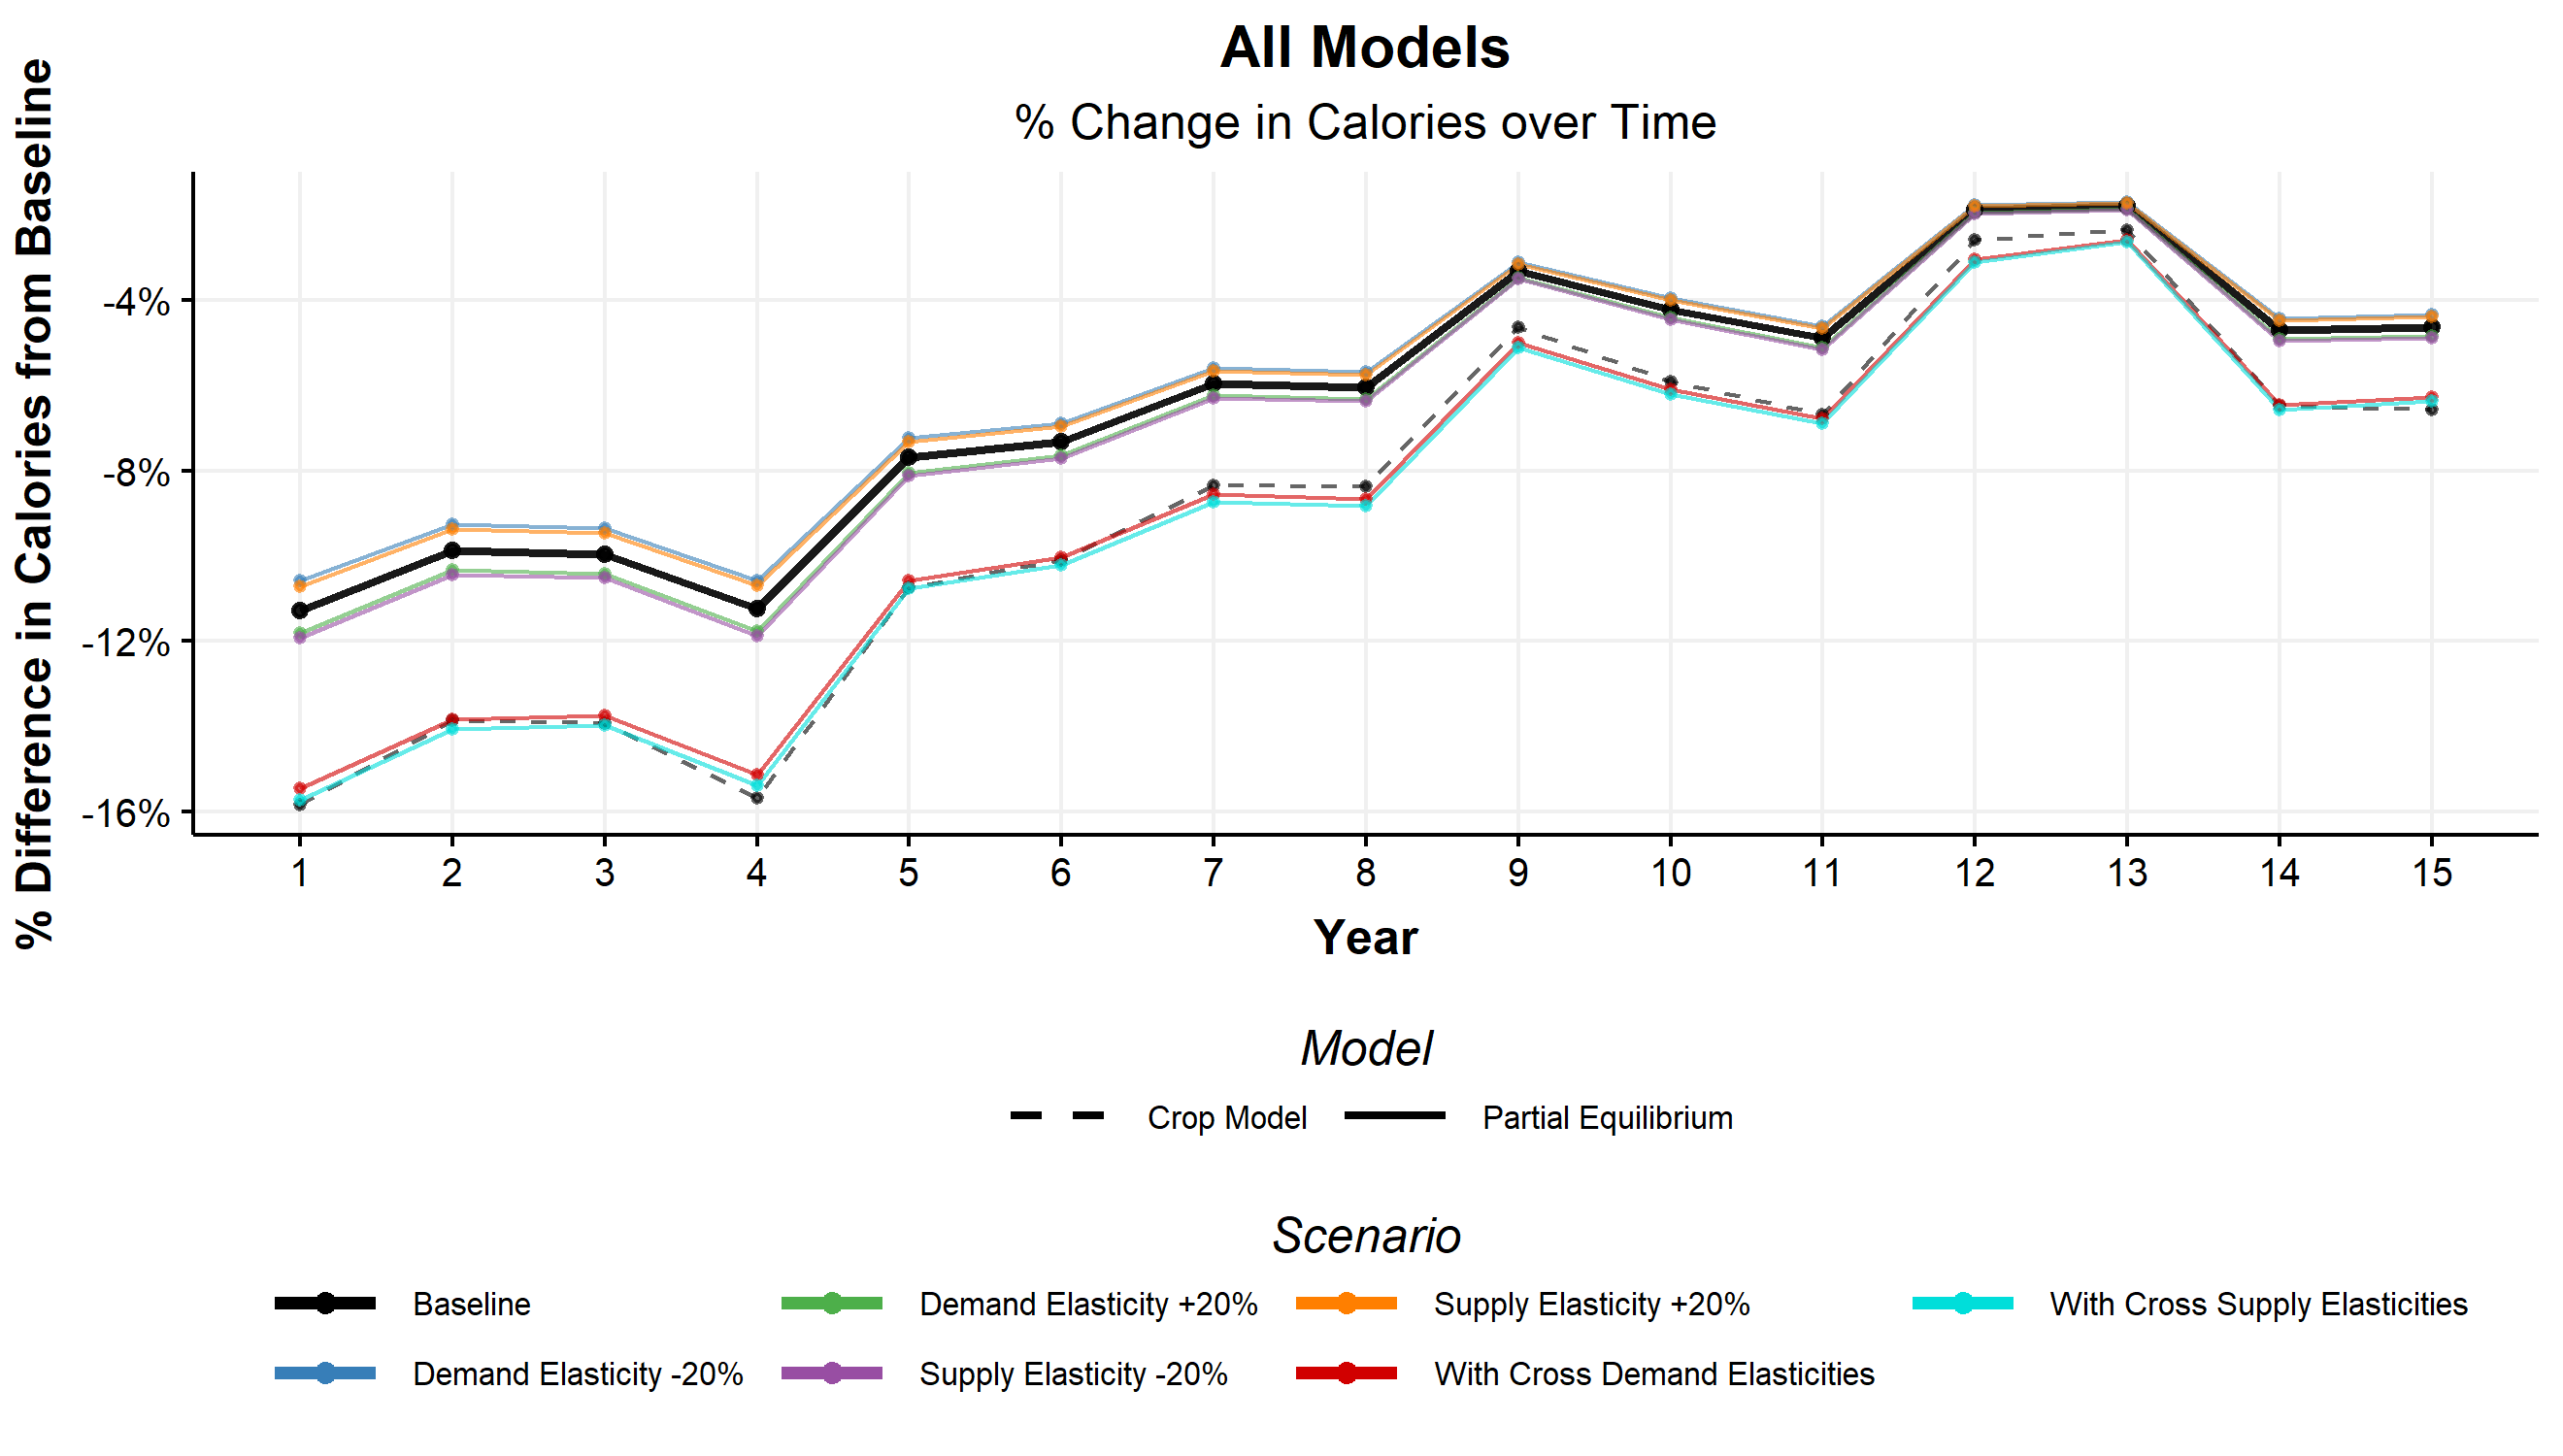 All Models
% Change in Calories over Time
% Difference in Calories from Baseline
-4%
-8%
-12%
-16%
1 2 3 4 5 6 7 8 9 10 11 12 13 14 15
Year
Model
Crop Model Partial Equilibrium
Scenario
Baseline Demand Elasticity +20% Supply Elasticity +20% With Cross Supply Elasticities
Demand Elasticity -20% Supply Elasticity -20% With Cross Demand Elasticities